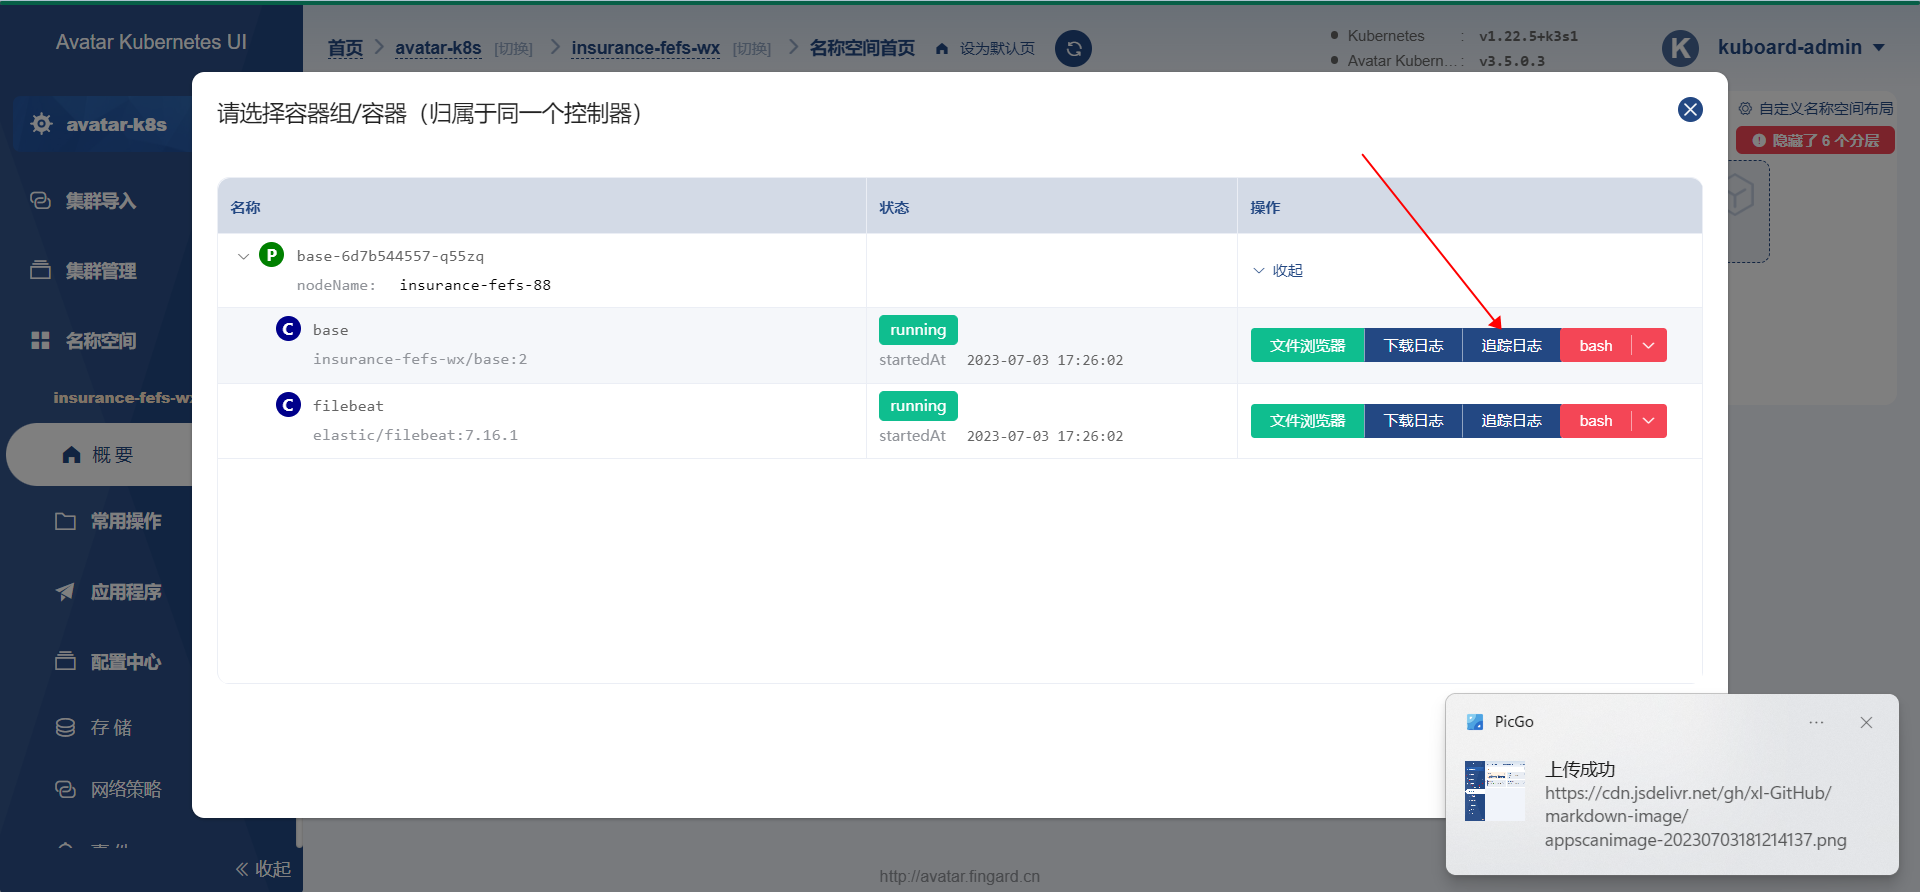 Avatar Kubernetes UI
首页
avatar-k8s
[切换]
insurance-fefs-wx
[切换]
名称空间首页
设为默认页
Kubernetes : v1.22.5+k3s1
Avatar Kubern... : v3.5.0.3
K
kuboard-admin
avatar-k8s
集群导入
集群管理
名称空间
insurance-fefs-wx
概 要
常用操作
应用程序
配置中心
存 储
网络策略
收起
自定义名称空间布局
隐藏了 6 个分层
请选择容器组/容器（归属于同一个控制器）
名称
状态
操作
P
base-6d7b544557-q55zq
nodeName: insurance-fefs-88
收起
C
base
insurance-fefs-wx/base:2
running
startedAt 2023-07-03 17:26:02
文件浏览器
下载日志
追踪日志
bash
C
filebeat
elastic/filebeat:7.16.1
running
startedAt 2023-07-03 17:26:02
文件浏览器
下载日志
追踪日志
bash
PicGo
上传成功
https://cdn.jsdelivr.net/gh/xl-GitHub/
markdown-image/
appscanimage-20230703181214137.png
http://avatar.fingard.cn